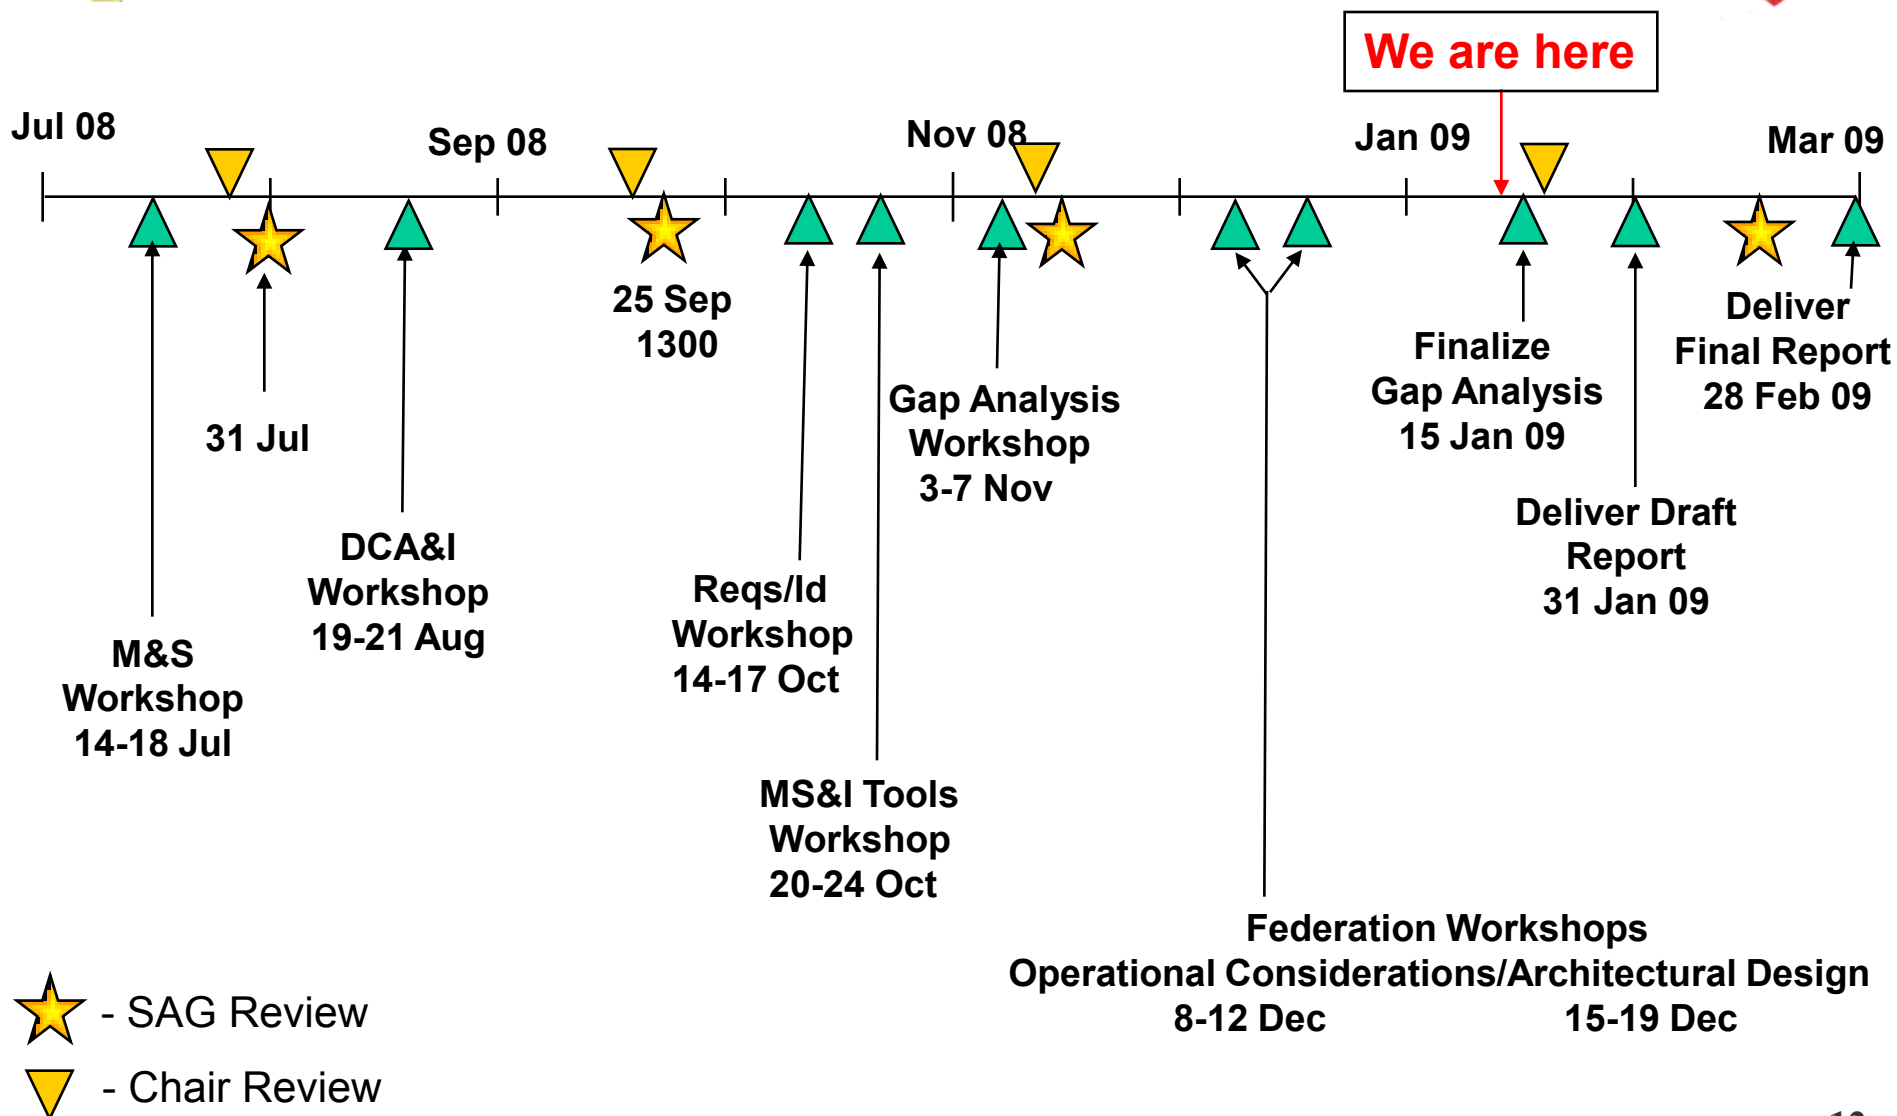 We are here
Jul 08
Sep 08
Nov 08
Jan 09
Mar 09
31 Jul
25 Sep
1300
M&S
Workshop
14-18 Jul
DCA&I
Workshop
19-21 Aug
Reqs/Id
Workshop
14-17 Oct
MS&I Tools
Workshop
20-24 Oct
Gap Analysis
Workshop
3-7 Nov
Federation Workshops
Operational Considerations/Architectural Design
8-12 Dec 15-19 Dec
Finalize
Gap Analysis
15 Jan 09
Deliver Draft
Report
31 Jan 09
Deliver
Final Report
28 Feb 09
- SAG Review
- Chair Review